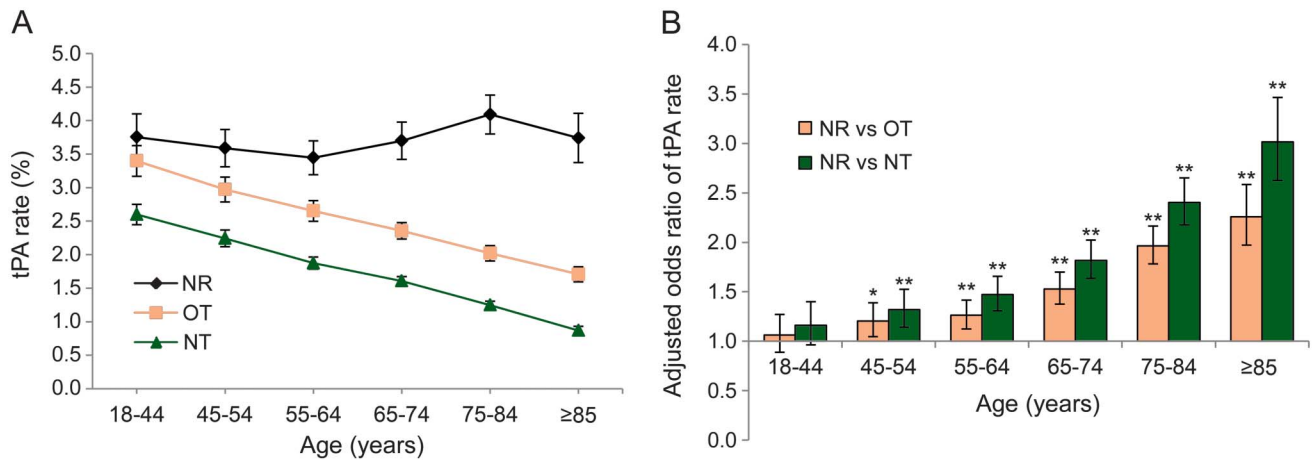 A
tPA rate (%)
5.0
4.5
4.0
3.5
3.0
2.5
2.0
1.5
1.0
0.5
0.0
NR
OT
NT
18-44 45-54 55-64 65-74 75-84 ≥85
Age (years)
B
Adjusted odds ratio of tPA rate
4.0
3.5
3.0
2.5
2.0
1.5
1.0
0.5
0.0
NR vs OT
NR vs NT
* **
** **
** **
** **
** **
18-44 45-54 55-64 65-74 75-84 ≥85
Age (years)